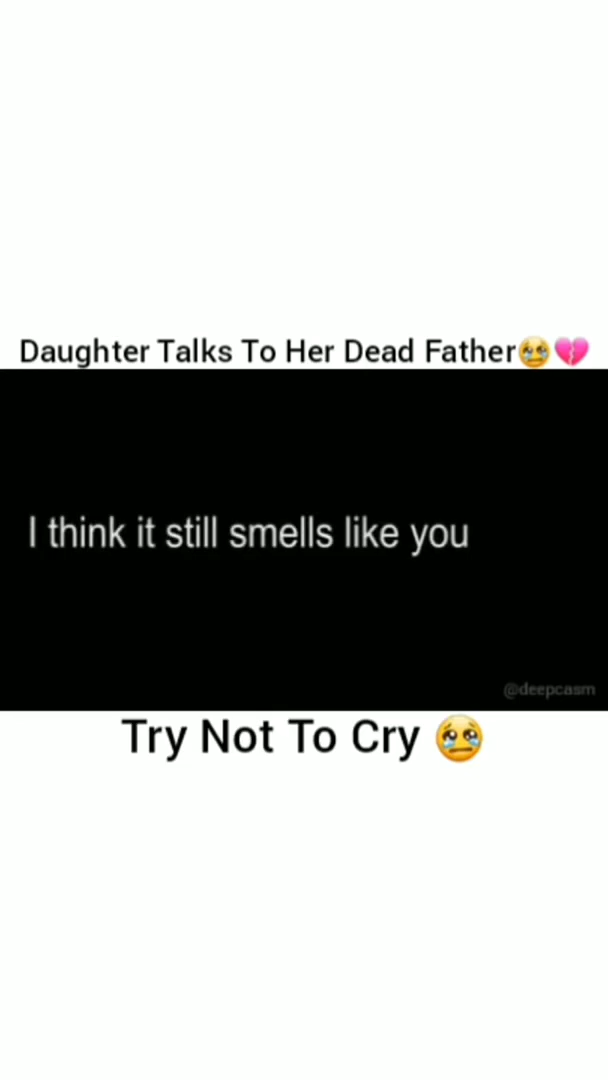 Daughter Talks To Her Dead Father🥹💔
I think it still smells like you
@deepcasm
Try Not To Cry 🥹